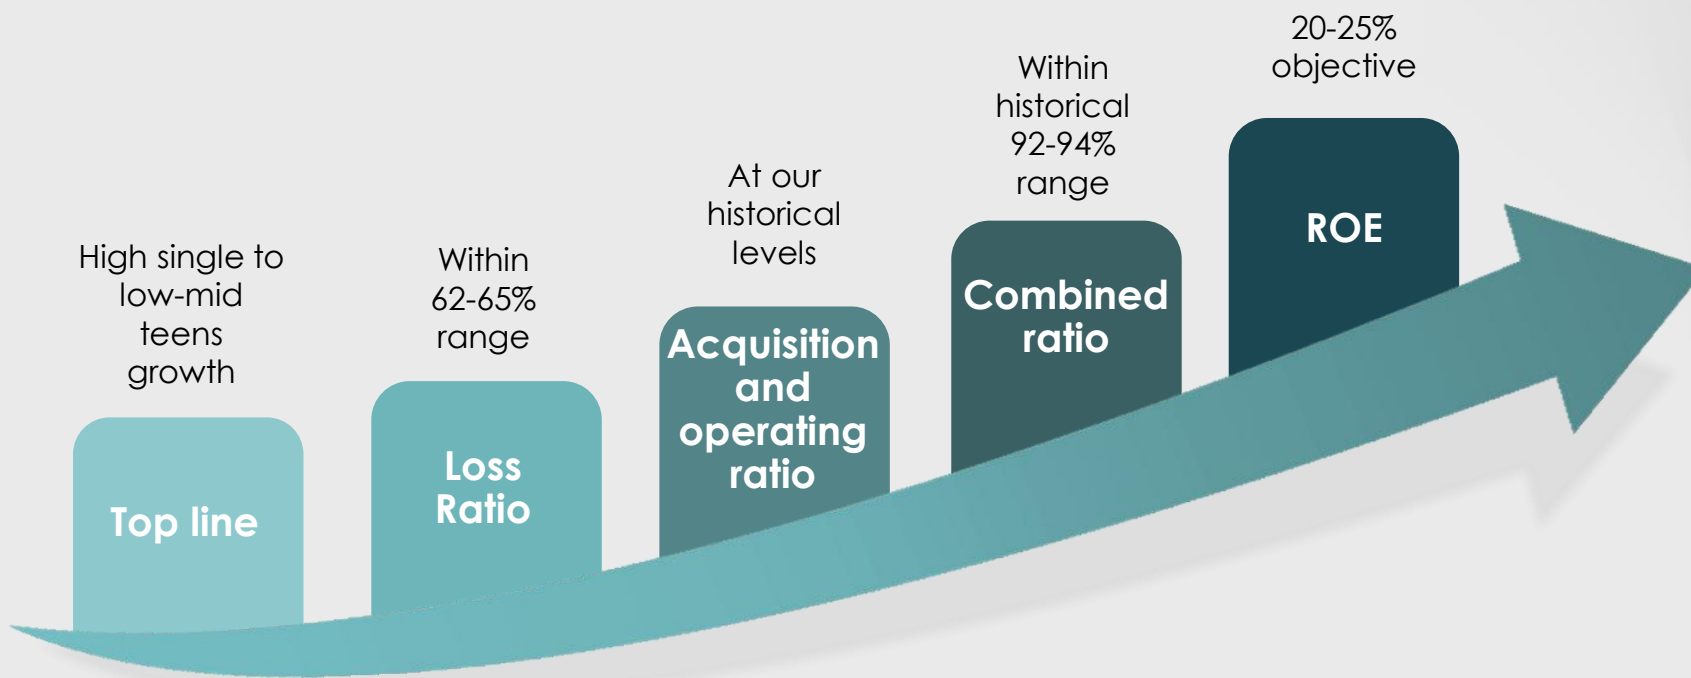 High single to
low-mid
teens
growth
Top line
Within
62-65%
range
Loss
Ratio
At our
historical
levels
Acquisition
and
operating
ratio
Within
historical
92-94%
range
Combined
ratio
20-25%
objective
ROE